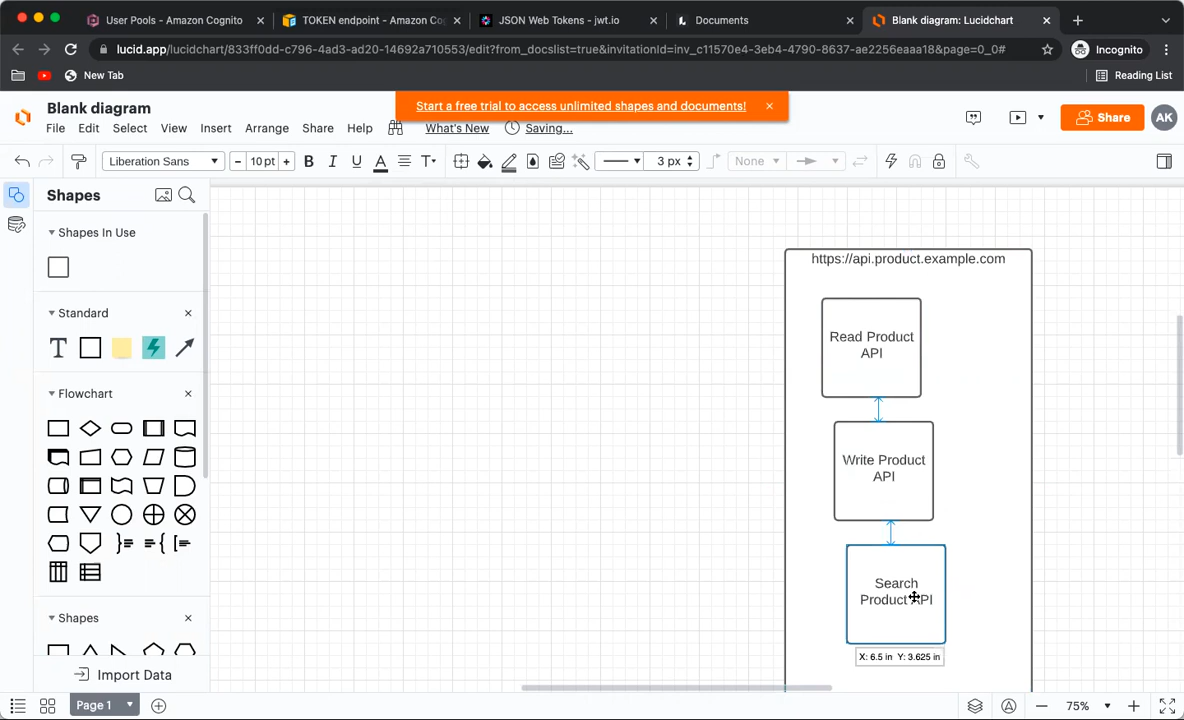 User Pools - Amazon Cognito
TOKEN endpoint - Amazon Co
JSON Web Tokens - jwt.io
Documents
Blank diagram: Lucidchart
lucid.app/lucidchart/833ff0dd-c796-4ad3-ad20-14692a710553/edit?from_docslist=true&invitationId=inv_c11570e4-3eb4-4790-8637-ae2256eaaa18&page=0_0#
Incognito
New Tab
Reading List
Blank diagram
Start a free trial to access unlimited shapes and documents!
File Edit Select View Insert Arrange Share Help What's New Saving...
Share
AK
Liberation Sans
10 pt
B I U A T
3 px
None
Shapes
Shapes In Use
Standard
T
Flowchart
Shapes
Import Data
https://api.product.example.com
Read Product
API
Write Product
API
Search
Product API
X: 6.5 in Y: 3.625 in
Page 1
75%